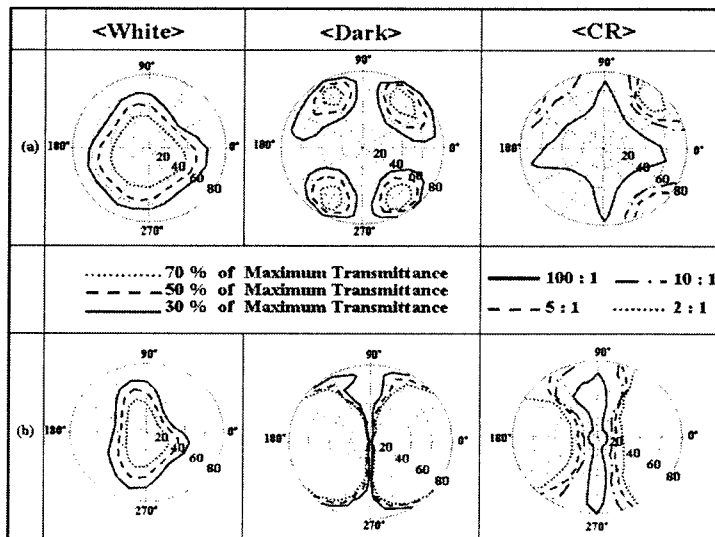 <White> <Dark> <CR>
90° 90° 90°
(a) 180° 20 40 60 80 0° 180° 20 40 60 80 0° 180° 20 40 60 80 0°
270° 270° 270°
70 % of Maximum Transmittance
50 % of Maximum Transmittance
30 % of Maximum Transmittance
100 : 1 10 : 1
5 : 1 2 : 1
90° 90° 90°
(b) 180° 20 40 60 80 0° 180° 20 40 60 80 0° 180° 20 40 60 80 0°
270° 270° 270°